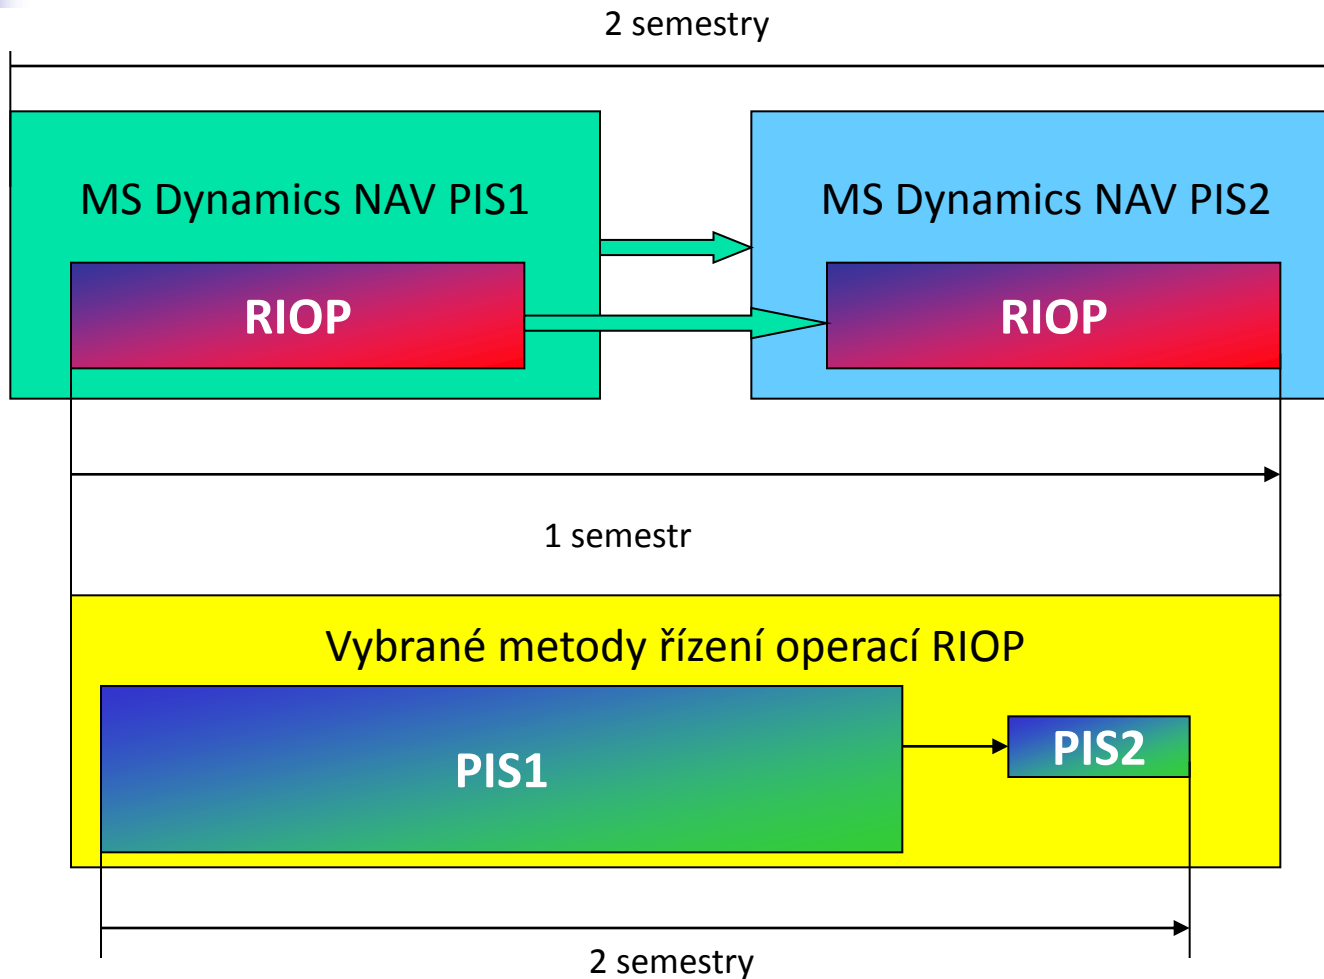 2 semestry
MS Dynamics NAV PIS1
MS Dynamics NAV PIS2
RIOP
RIOP
1 semestr
Vybrané metody řízení operací RIOP
PIS1
PIS2
2 semestry